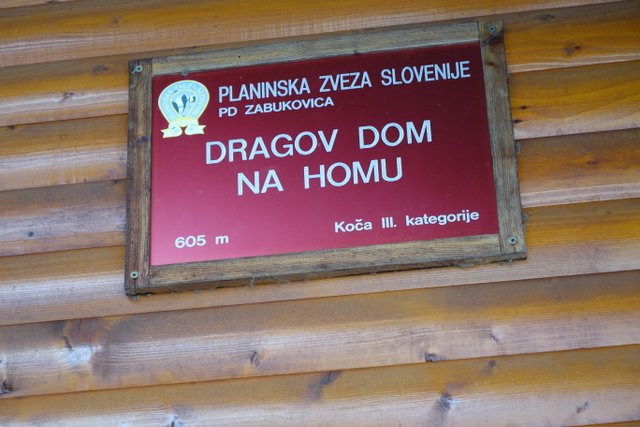 PLANINSKA ZVEZA SLOVENIJE
PD ZABUKOVICA
DRAGOV DOM
NA HOMU
Koča III. kategorije
605 m